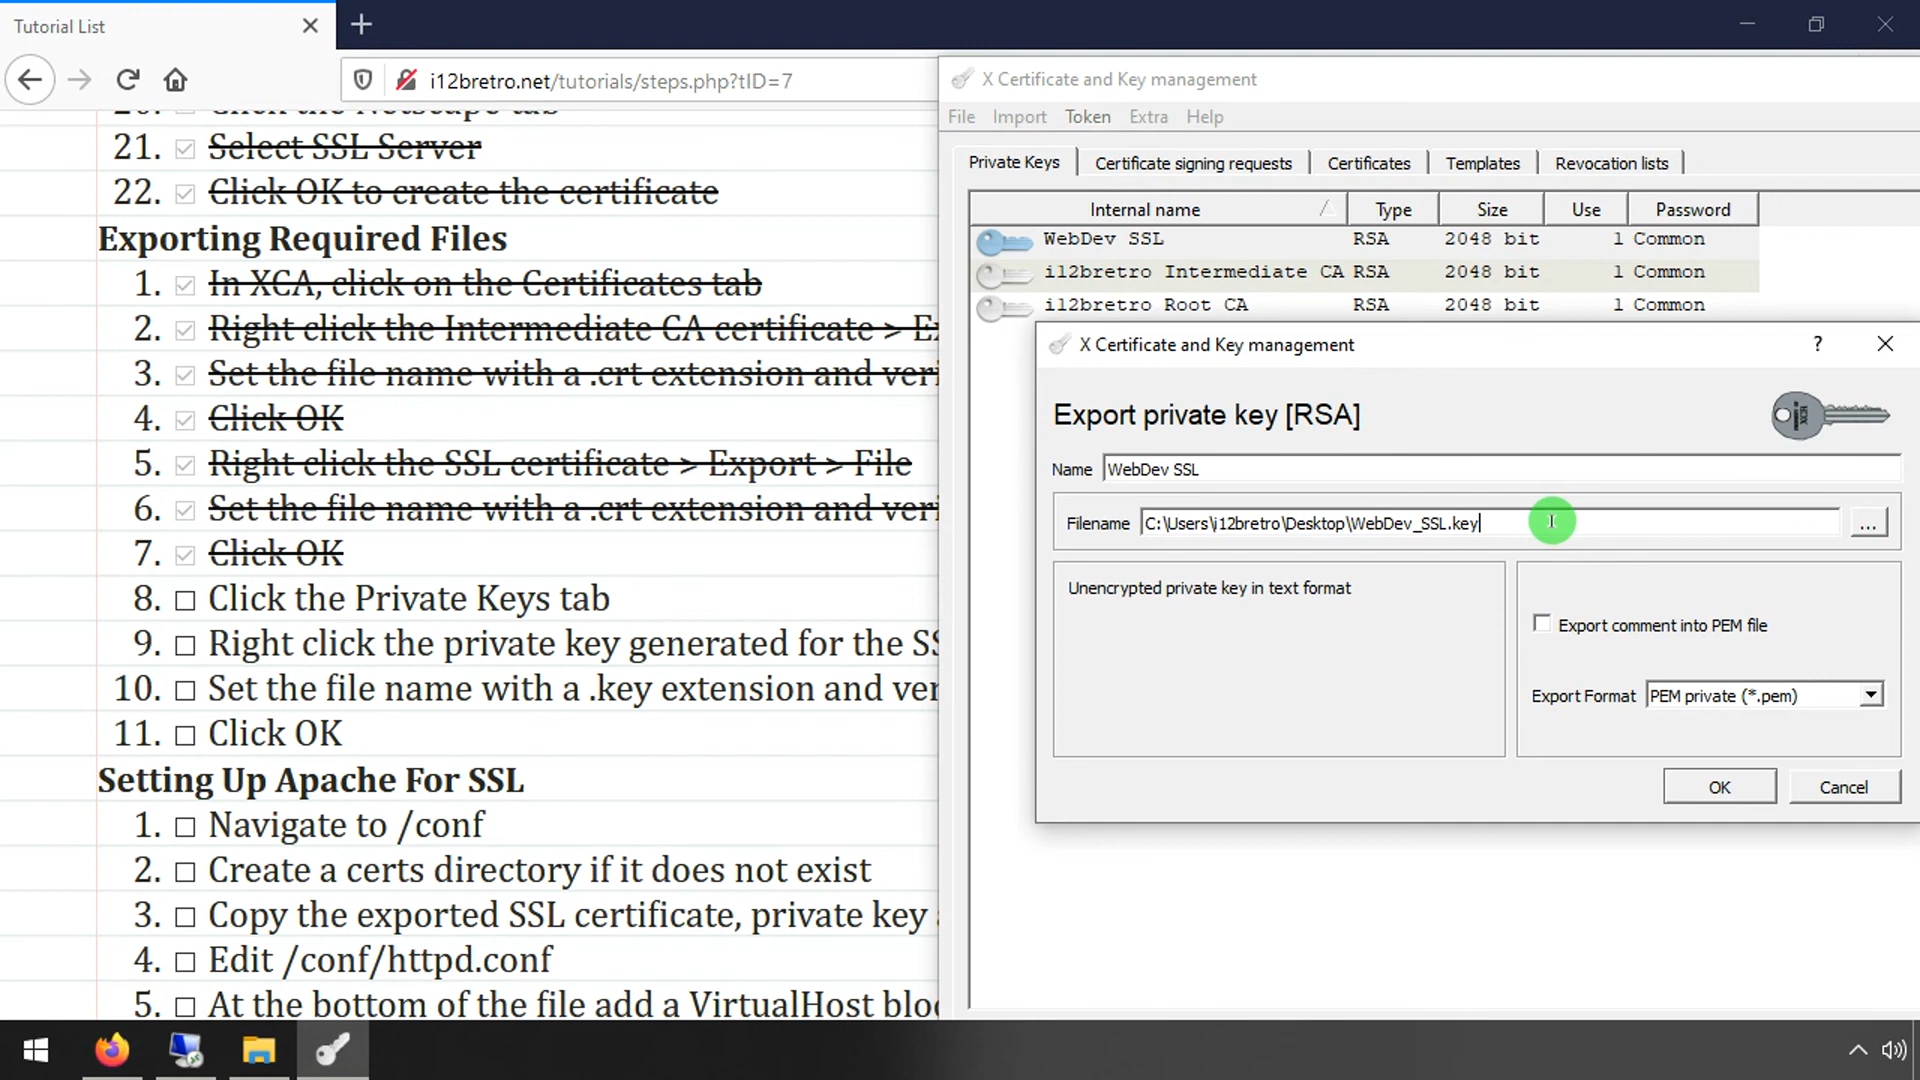 Tutorial List
i12bretro.net/tutorials/steps.php?tID=7
20. Click the Netscape tab
21. Select SSL Server
22. Click OK to create the certificate
Exporting Required Files
1. In XCA, click on the Certificates tab
2. Right click the Intermediate CA certificate > Ex
3. Set the file name with a .crt extension and veri
4. Click OK
5. Right click the SSL certificate > Export > File
6. Set the file name with a .crt extension and veri
7. Click OK
8. Click the Private Keys tab
9. Right click the private key generated for the SS
10. Set the file name with a .key extension and ver
11. Click OK
Setting Up Apache For SSL
1. Navigate to /conf
2. Create a certs directory if it does not exist
3. Copy the exported SSL certificate, private key
4. Edit /conf/httpd.conf
5. At the bottom of the file add a VirtualHost bloc
X Certificate and Key management
File Import Token Extra Help
Private Keys Certificate signing requests Certificates Templates Revocation lists
Internal name Type Size Use Password
WebDev SSL RSA 2048 bit 1 Common
i12bretro Intermediate CA RSA 2048 bit 1 Common
i12bretro Root CA RSA 2048 bit 1 Common
X Certificate and Key management ?
Export private key [RSA]
Name WebDev SSL
Filename C:\Users\i12bretro\Desktop\WebDev_SSL.key ...
Unencrypted private key in text format
Export comment into PEM file
Export Format PEM private (*.pem)
OK Cancel